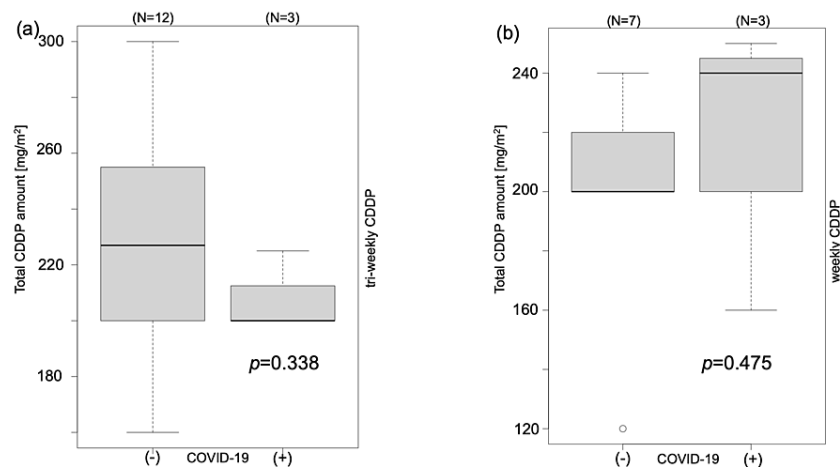 (a)
(N=12) (N=3)
Total CDDP amount [mg/m²]
300
260
220
180
p=0.338
(-) COVID-19 (+)
tri-weekly CDDP
(b)
(N=7) (N=3)
Total CDDP amount [mg/m²]
240
200
160
120
p=0.475
(-) COVID-19 (+)
weekly CDDP